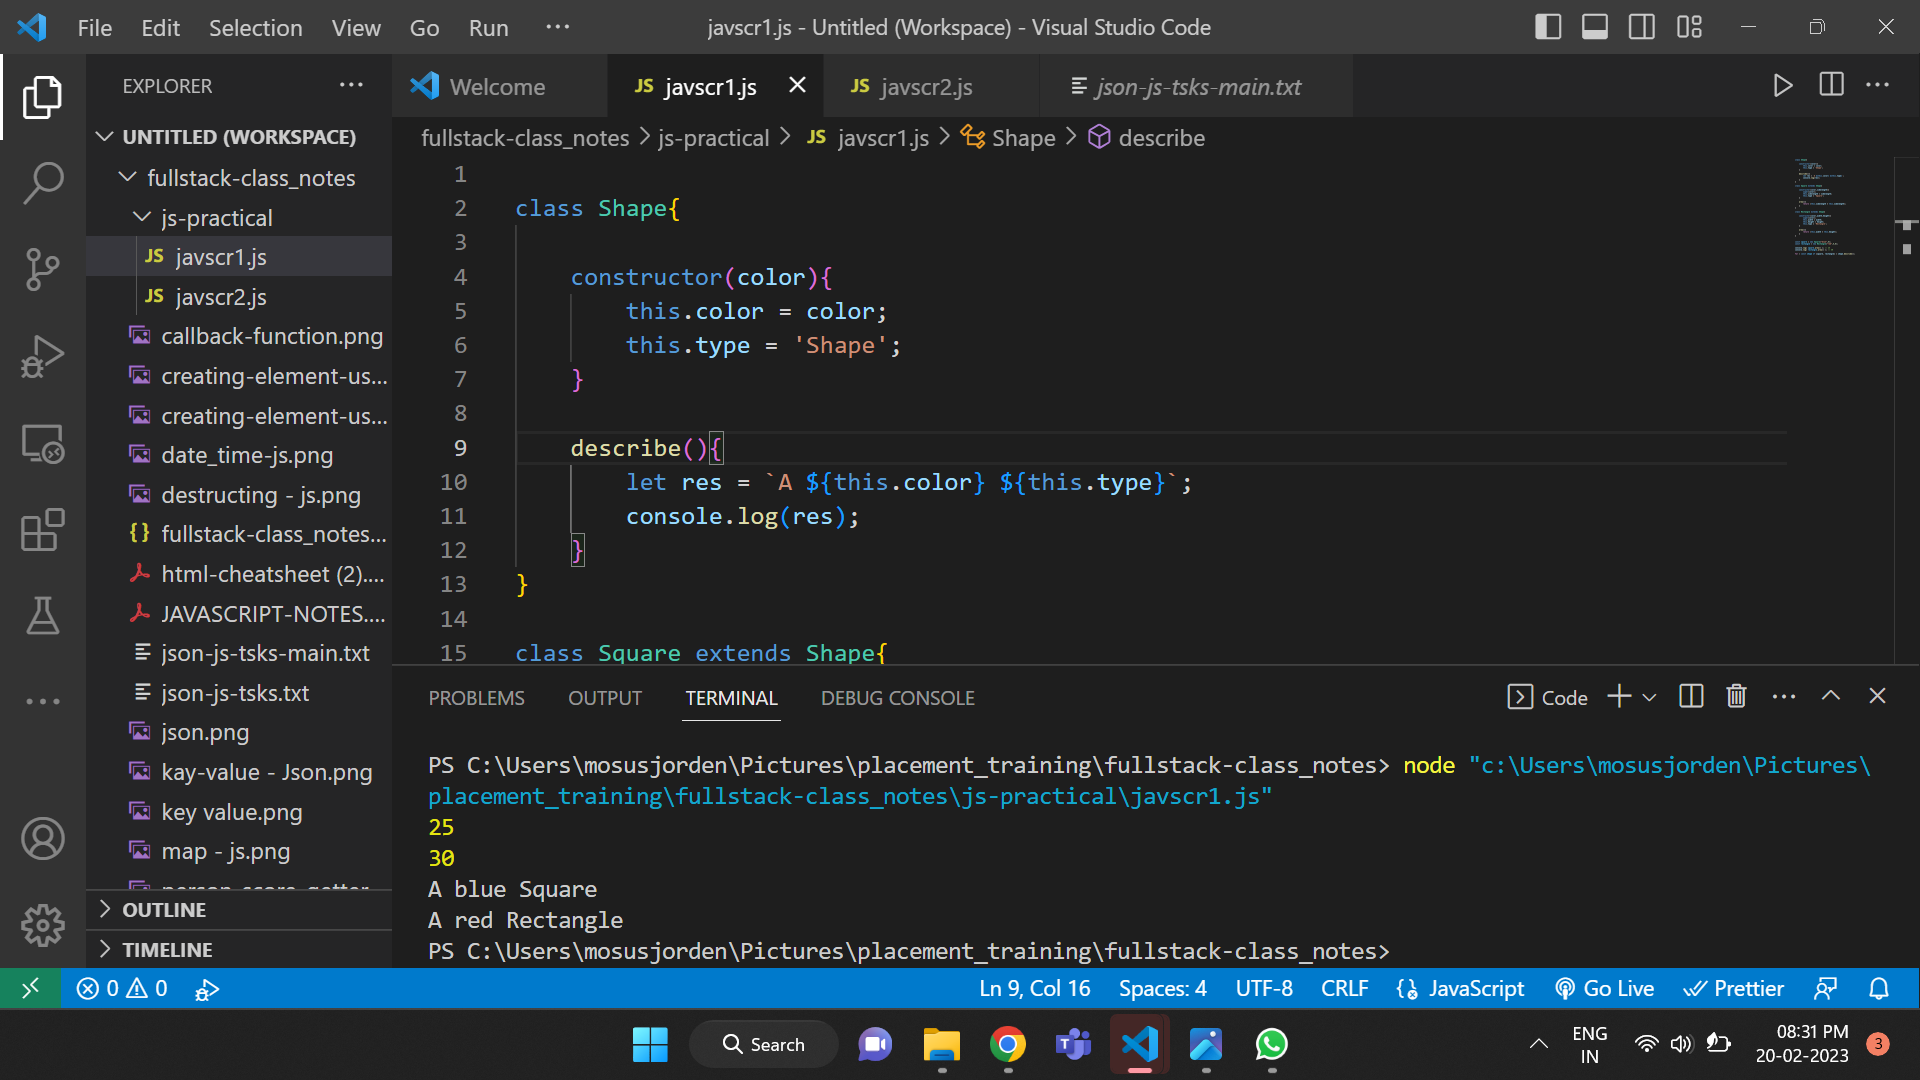 File Edit Selection View Go Run ···
javscr1.js - Untitled (Workspace) - Visual Studio Code
EXPLORER
UNTITLED (WORKSPACE)
fullstack-class_notes
js-practical
JS javscr1.js
JS javscr2.js
callback-function.png
creating-element-us...
creating-element-us...
date_time-js.png
destructing - js.png
{} fullstack-class_notes...
html-cheatsheet (2)....
JAVASCRIPT-NOTES....
json-js-tsks-main.txt
json-js-tsks.txt
json.png
kay-value - Json.png
key value.png
map - js.png
OUTLINE
TIMELINE
Welcome
JS javscr1.js
JS javscr2.js
json-js-tsks-main.txt
fullstack-class_notes > js-practical > JS javscr1.js > Shape > describe
1
2 class Shape{
3
4 constructor(color){
5 this.color = color;
6 this.type = 'Shape';
7 }
8
9 describe(){
10 let res = `A ${this.color} ${this.type}`;
11 console.log(res);
12 }
13 }
14
15 class Square extends Shape{
PROBLEMS OUTPUT TERMINAL DEBUG CONSOLE
Code
PS C:\Users\mosusjorden\Pictures\placement_training\fullstack-class_notes> node "c:\Users\mosusjorden\Pictures\
placement_training\fullstack-class_notes\js-practical\javscr1.js"
25
30
A blue Square
A red Rectangle
PS C:\Users\mosusjorden\Pictures\placement_training\fullstack-class_notes>
0 0
Ln 9, Col 16 Spaces: 4 UTF-8 CRLF {} JavaScript Go Live Prettier
Search
ENG
IN
08:31 PM
20-02-2023
3